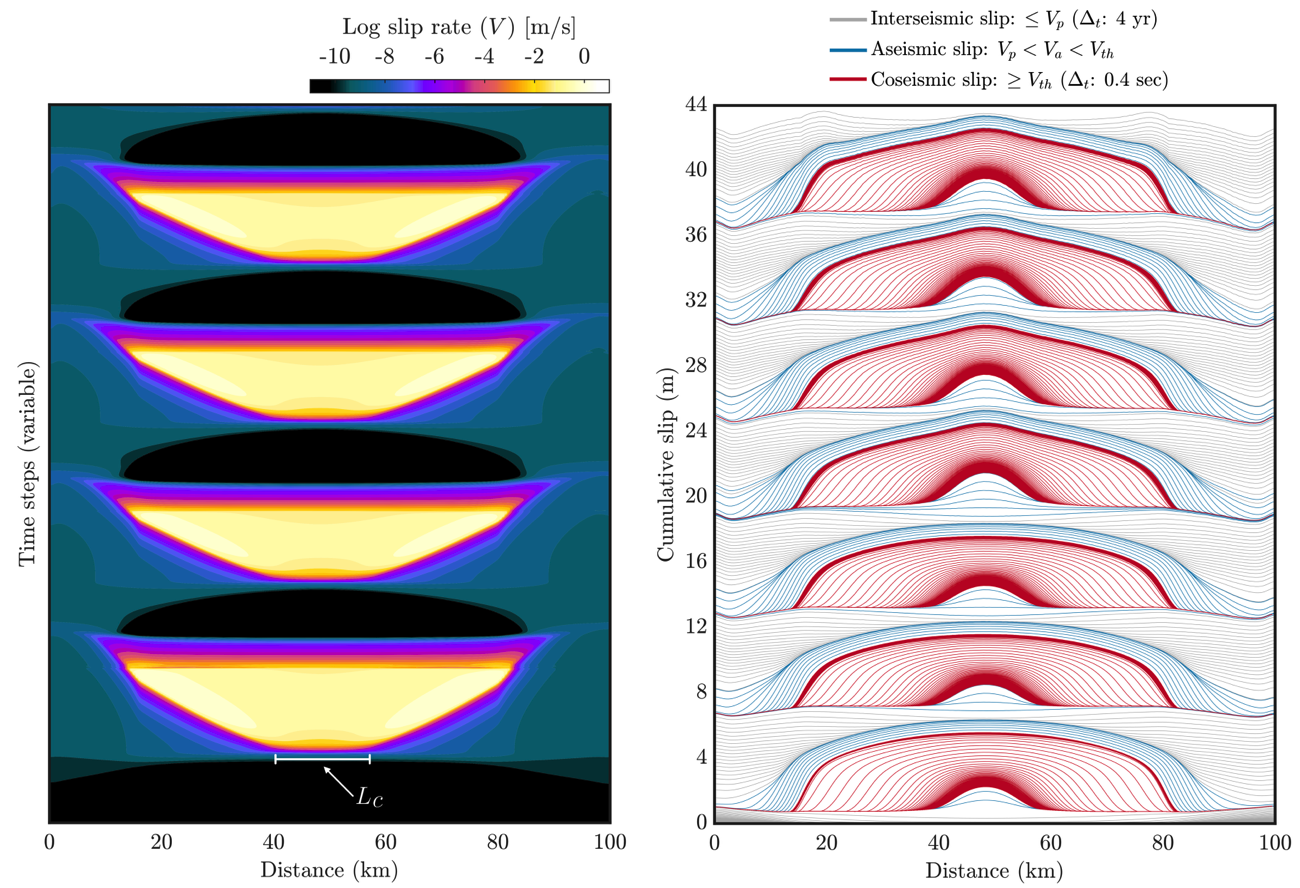 Log slip rate (V) [m/s]
-10 -8 -6 -4 -2 0
Time steps (variable)
L_C
0 20 40 60 80 100
Distance (km)
Interseismic slip: ≤ V_p (Δ_t: 4 yr)
Aseismic slip: V_p < V_a < V_th
Coseismic slip: ≥ V_th (Δ_t: 0.4 sec)
Cumulative slip (m)
44
40
36
32
28
24
20
16
12
8
4
0
0 20 40 60 80 100
Distance (km)